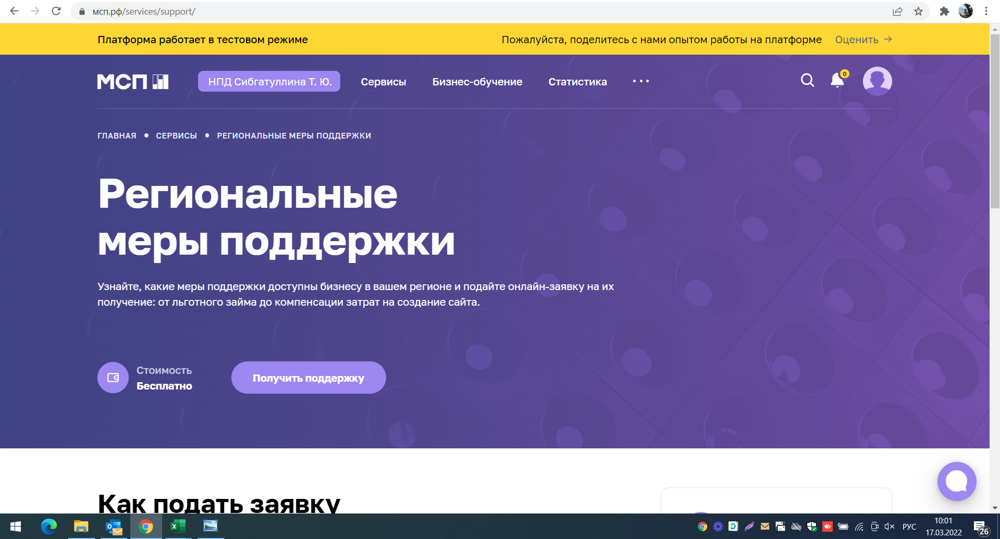 мсп.рф/services/support/
Платформа работает в тестовом режиме
Пожалуйста, поделитесь с нами опытом работы на платформе Оценить →
МСП
НПД Сибгатуллина Т. Ю.
Сервисы Бизнес-обучение Статистика
0
ГЛАВНАЯ • СЕРВИСЫ • РЕГИОНАЛЬНЫЕ МЕРЫ ПОДДЕРЖКИ
Региональные
меры поддержки
Узнайте, какие меры поддержки доступны бизнесу в вашем регионе и подайте онлайн-заявку на их
получение: от льготного займа до компенсации затрат на создание сайта.
Стоимость
Бесплатно
Получить поддержку
Как подать заявку
РУС
10:01
17.03.2022
26